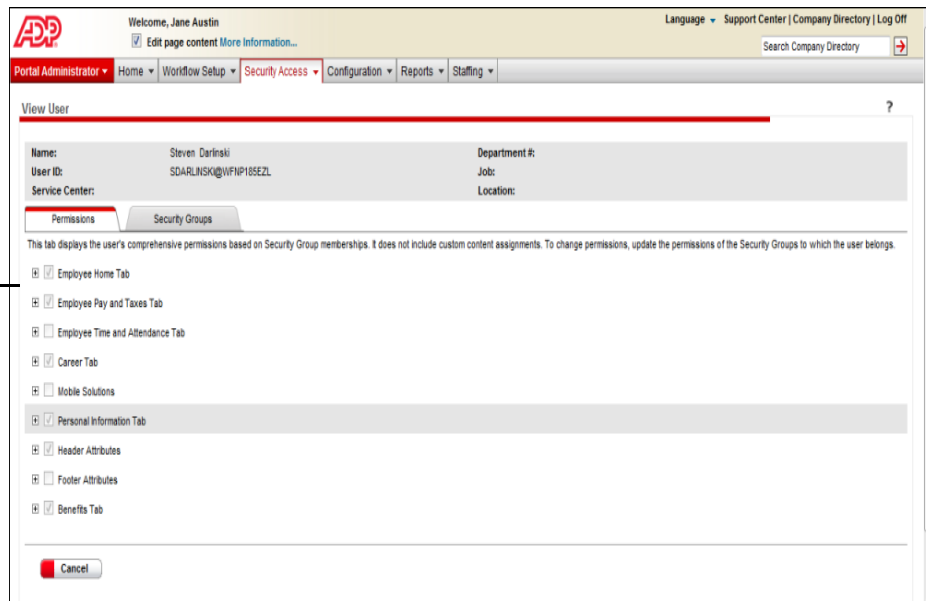 ADP
Welcome, Jane Austin
Language Support Center | Company Directory | Log Off
Edit page content More Information...
Search Company Directory
Portal Administrator Home Workflow Setup Security Access Configuration Reports Staffing
View User ?
Name: Steven Darlinski Department #:
User ID: SDARLINSKI@WFNP185EZL Job:
Service Center: Location:
Permissions Security Groups
This tab displays the user's comprehensive permissions based on Security Group memberships. It does not include custom content assignments. To change permissions, update the permissions of the Security Groups to which the user belongs.
Employee Home Tab
Employee Pay and Taxes Tab
Employee Time and Attendance Tab
Career Tab
Mobile Solutions
Personal Information Tab
Header Attributes
Footer Attributes
Benefits Tab
Cancel